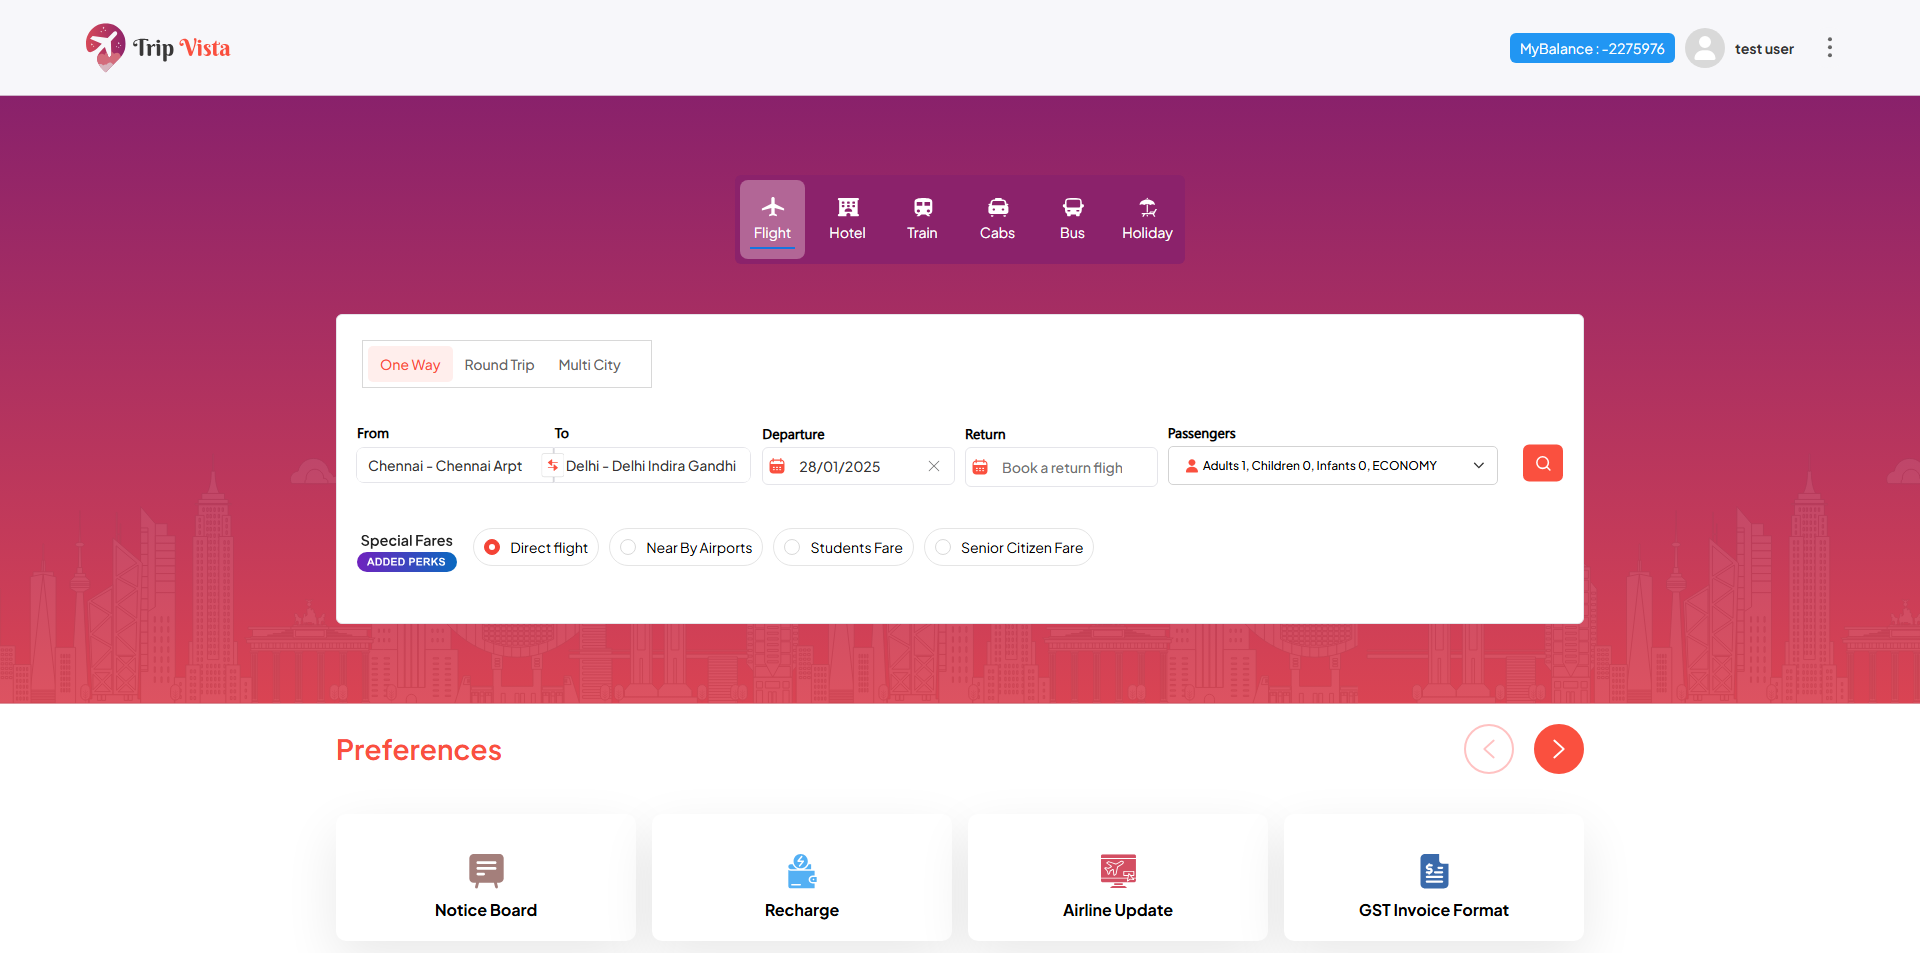 Trip Vista
MyBalance : -2275976
test user
Flight
Hotel
Train
Cabs
Bus
Holiday
One Way
Round Trip
Multi City
From
To
Departure
Return
Passengers
Chennai - Chennai Arpt
Delhi - Delhi Indira Gandhi
28/01/2025
Book a return fligh
Adults 1, Children 0, Infants 0, ECONOMY
Special Fares
ADDED PERKS
Direct flight
Near By Airports
Students Fare
Senior Citizen Fare
Preferences
Notice Board
Recharge
Airline Update
GST Invoice Format